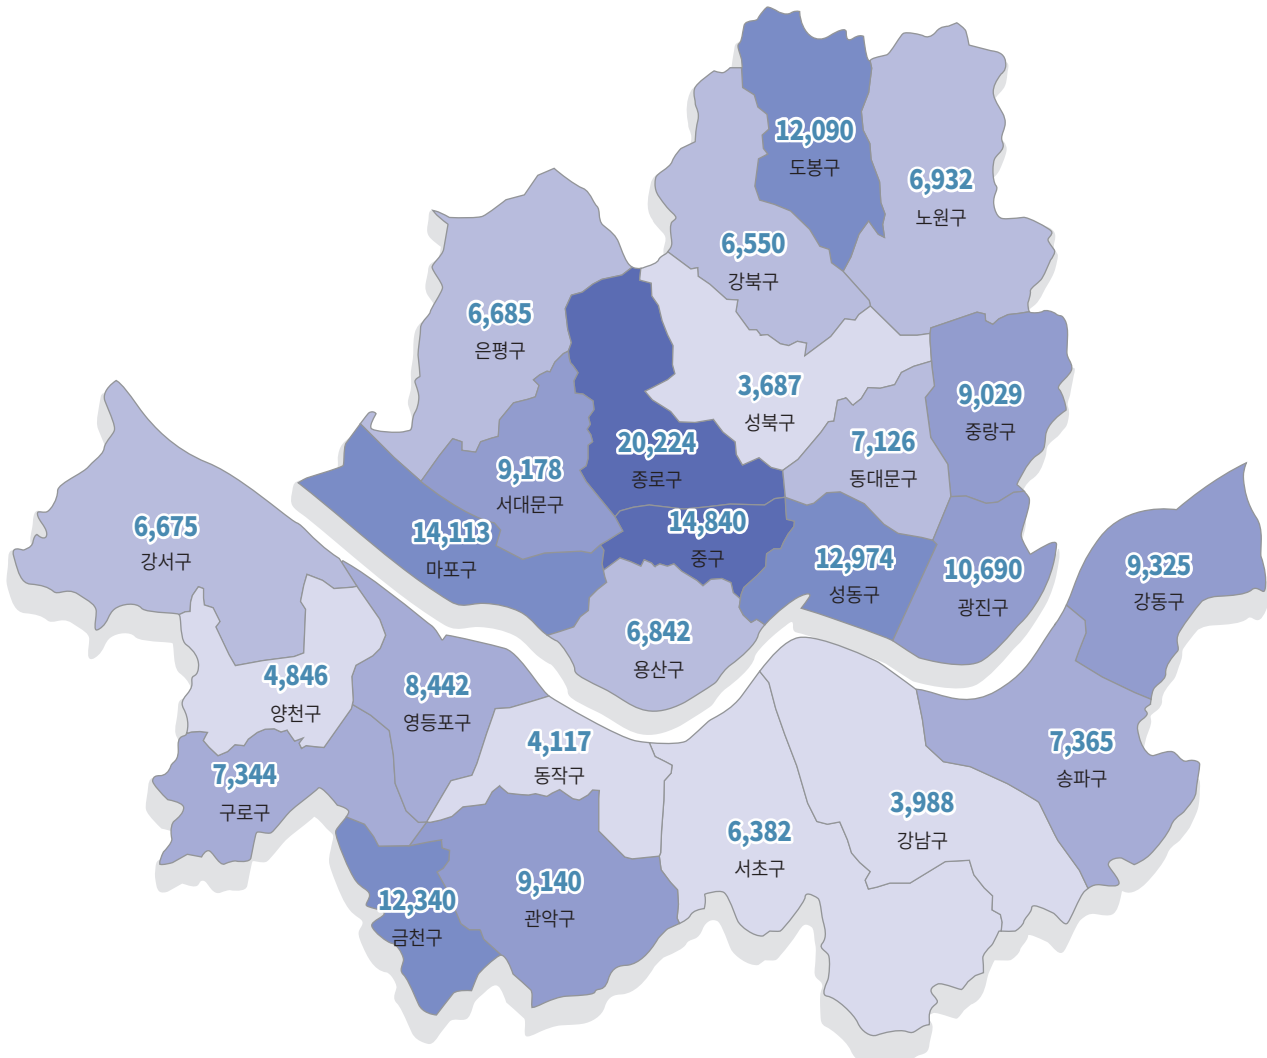 12,090
도봉구
6,932
노원구
6,550
강북구
6,685
은평구
3,687
성북구
9,029
중랑구
20,224
종로구
7,126
동대문구
9,178
서대문구
14,840
중구
14,113
마포구
6,675
강서구
12,974
성동구
10,690
광진구
9,325
강동구
6,842
용산구
4,846
양천구
8,442
영등포구
4,117
동작구
7,365
송파구
7,344
구로구
3,988
강남구
6,382
서초구
9,140
관악구
12,340
금천구